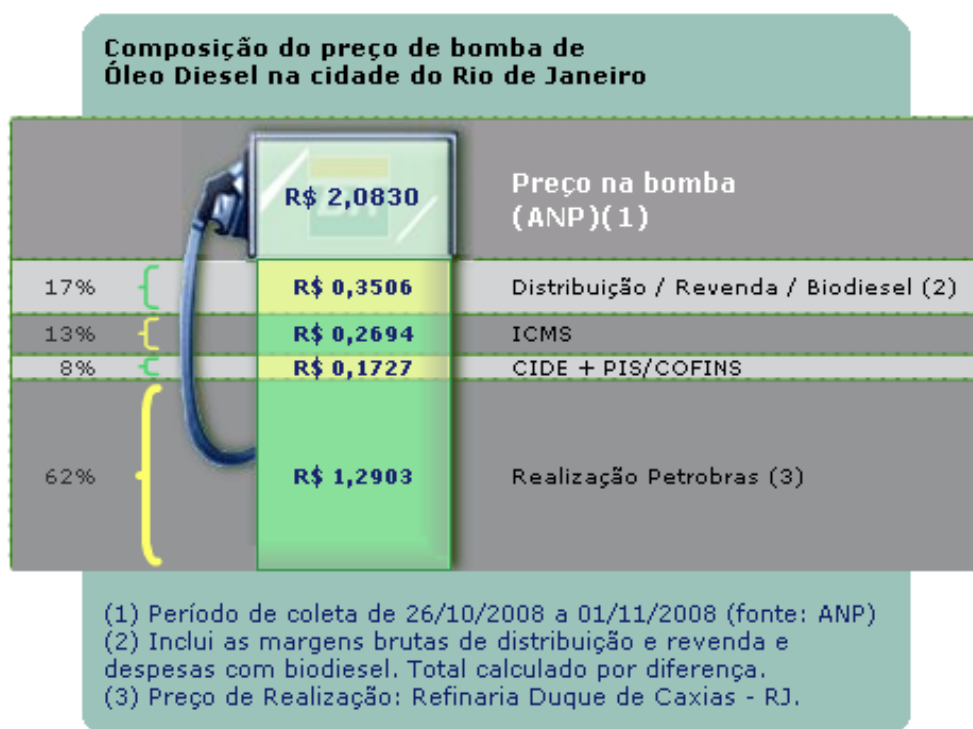 Composição do preço de bomba de
Óleo Diesel na cidade do Rio de Janeiro
R$ 2,0830 Preço na bomba
(ANP)(1)
17% R$ 0,3506 Distribuição / Revenda / Biodiesel (2)
13% R$ 0,2694 ICMS
8% R$ 0,1727 CIDE + PIS/COFINS
62% R$ 1,2903 Realização Petrobras (3)
(1) Período de coleta de 26/10/2008 a 01/11/2008 (fonte: ANP)
(2) Inclui as margens brutas de distribuição e revenda e
despesas com biodiesel. Total calculado por diferença.
(3) Preço de Realização: Refinaria Duque de Caxias - RJ.